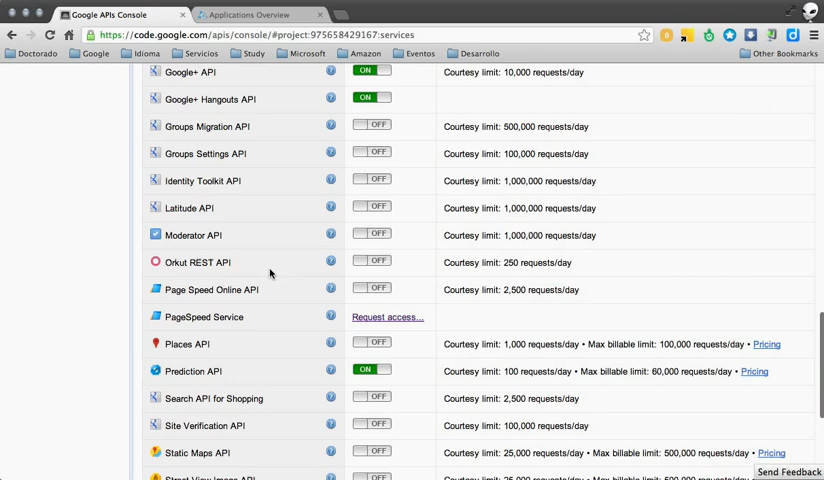 Google APIs Console
Applications Overview
https://code.google.com/apis/console/#project:975658429167:services
Doctorado Google Idioma Servicios Study Microsoft Amazon Eventos Desarrollo Other Bookmarks
Google+ API ON Courtesy limit: 10,000 requests/day
Google+ Hangouts API ON
Groups Migration API OFF Courtesy limit: 500,000 requests/day
Groups Settings API OFF Courtesy limit: 100,000 requests/day
Identity Toolkit API OFF Courtesy limit: 1,000,000 requests/day
Latitude API OFF Courtesy limit: 1,000,000 requests/day
Moderator API OFF Courtesy limit: 1,000,000 requests/day
Orkut REST API OFF Courtesy limit: 250 requests/day
Page Speed Online API OFF Courtesy limit: 2,500 requests/day
PageSpeed Service Request access...
Places API OFF Courtesy limit: 1,000 requests/day • Max billable limit: 100,000 requests/day • Pricing
Prediction API ON Courtesy limit: 100 requests/day • Max billable limit: 60,000 requests/day • Pricing
Search API for Shopping OFF Courtesy limit: 2,500 requests/day
Site Verification API OFF Courtesy limit: 100,000 requests/day
Static Maps API OFF Courtesy limit: 25,000 requests/day • Max billable limit: 500,000 requests/day • Pricing
Street View Image API
Send Feedback